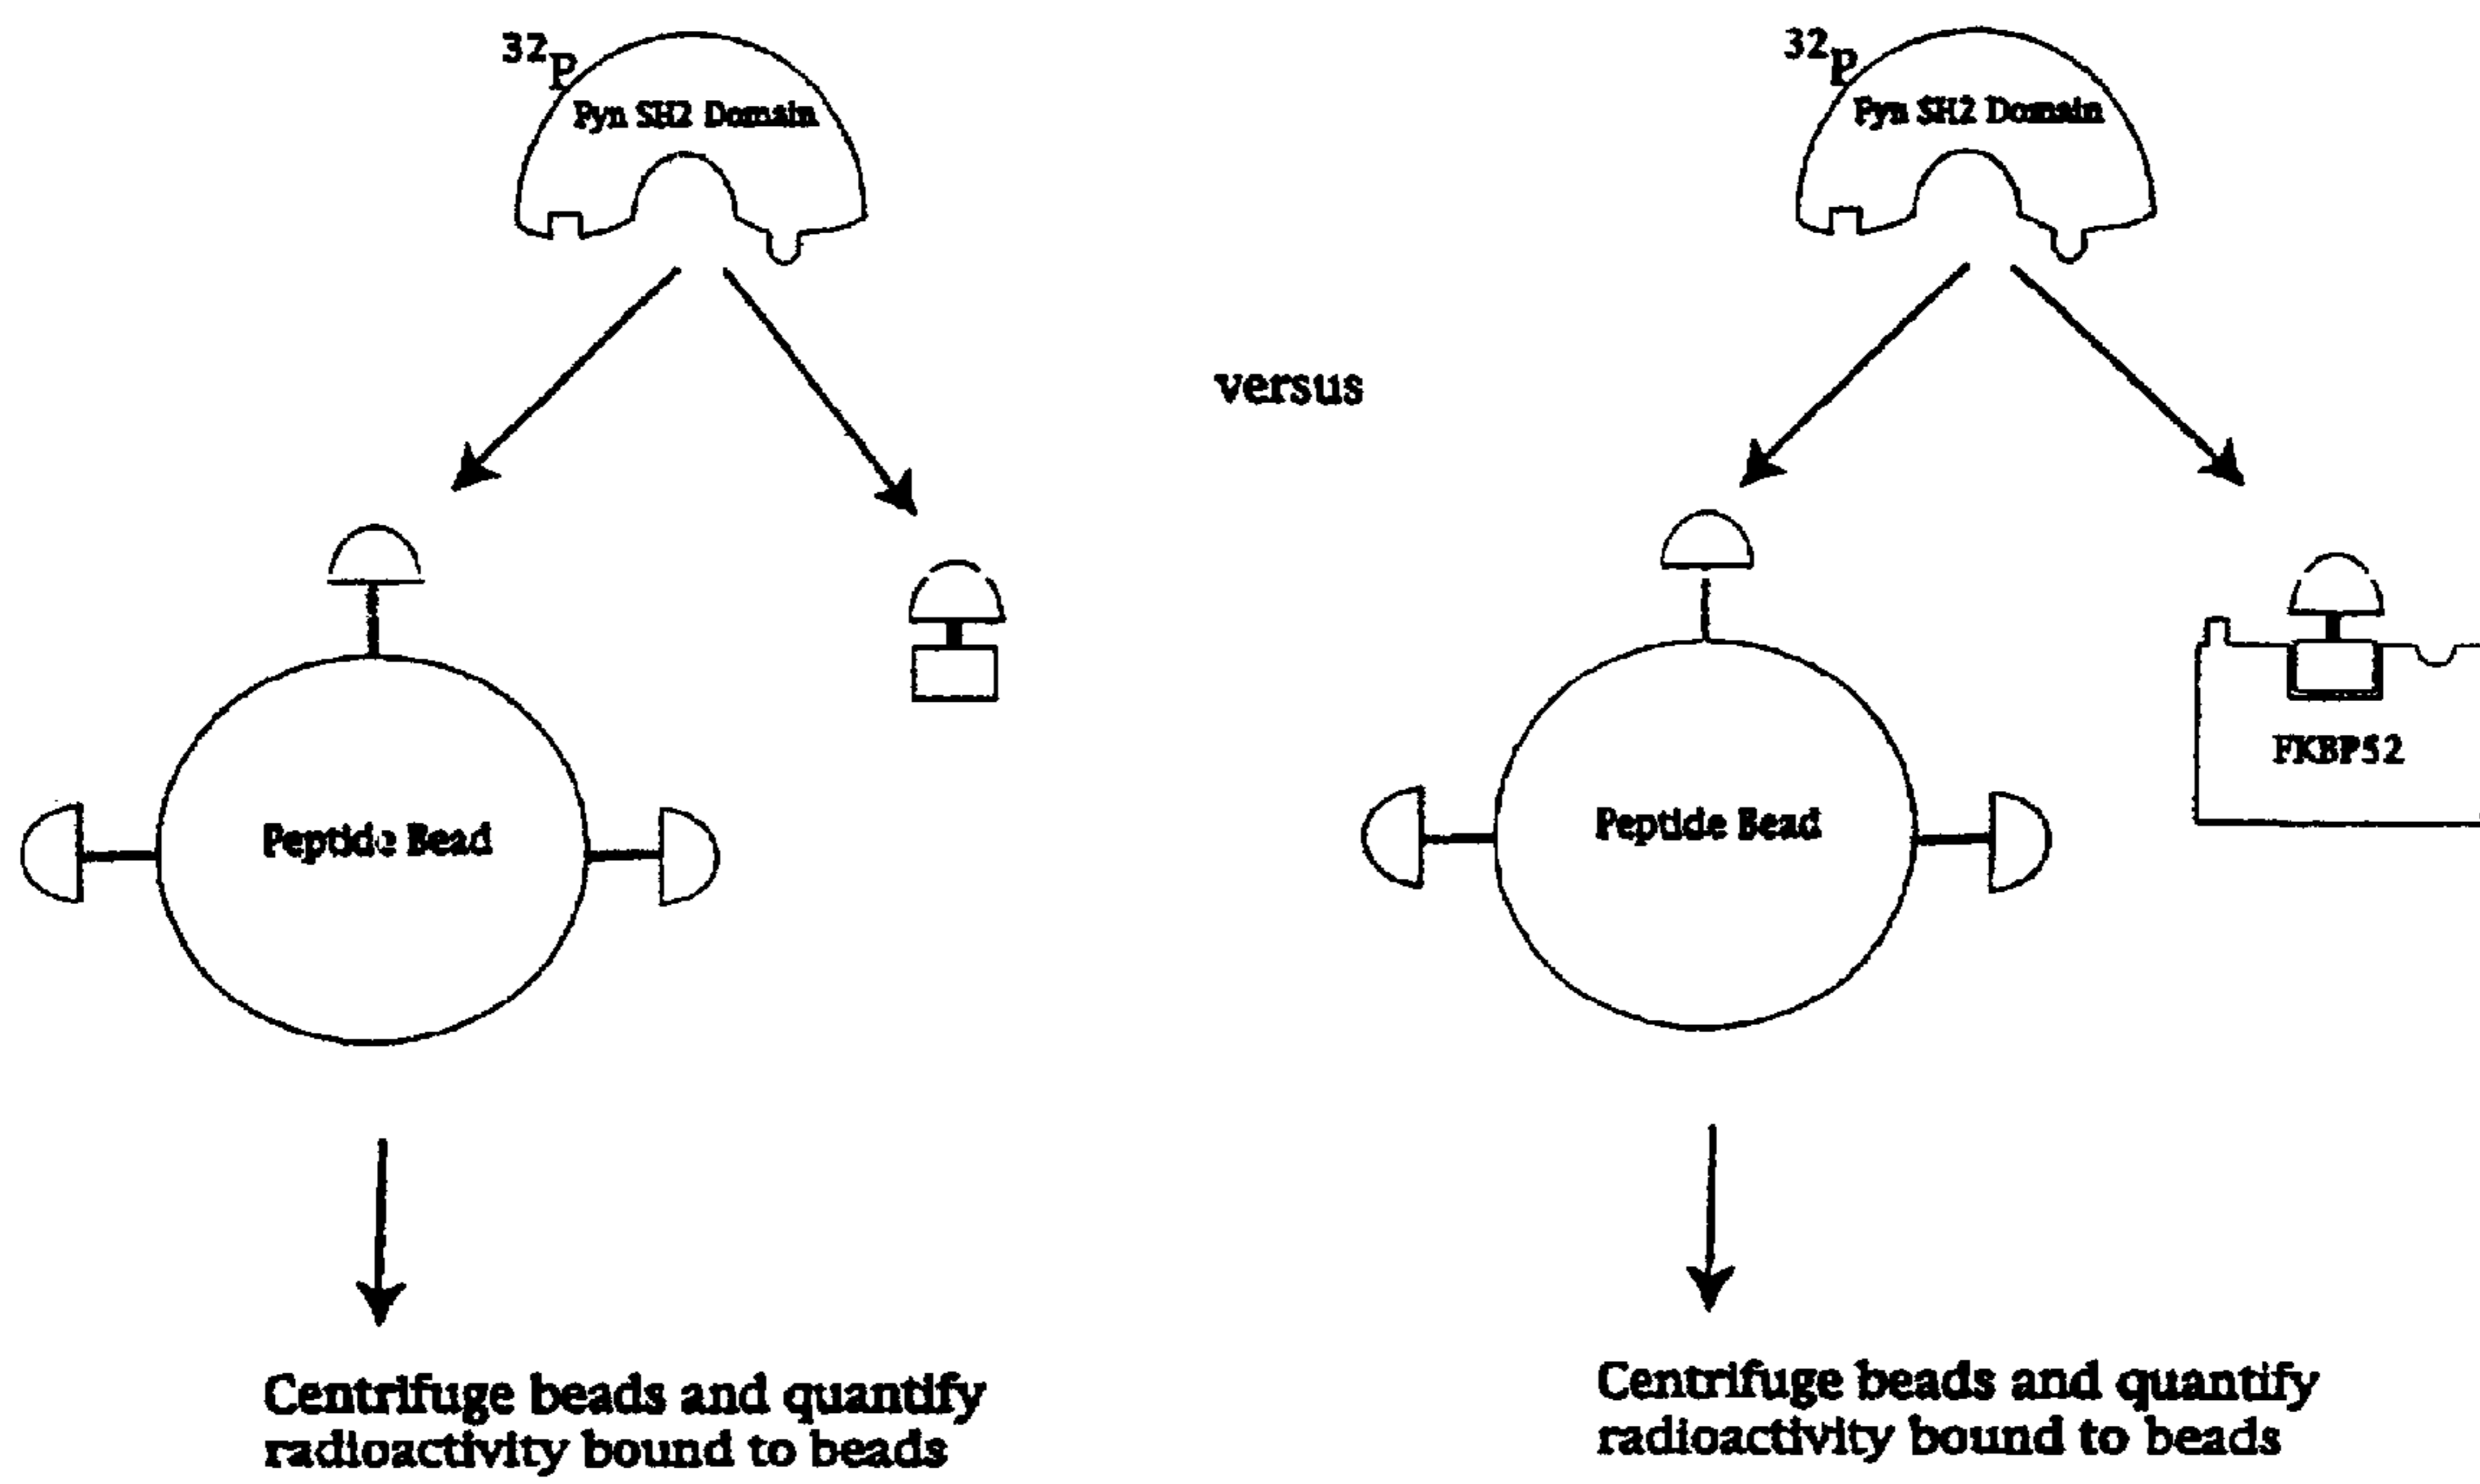 32P
Fyn SH2 Domain
32P
Fyn SH2 Domain
versus
Peptide Bead
Peptide Bead
FKBP52
Centrifuge beads and quantify
radioactivity bound to beads
Centrifuge beads and quantify
radioactivity bound to beads